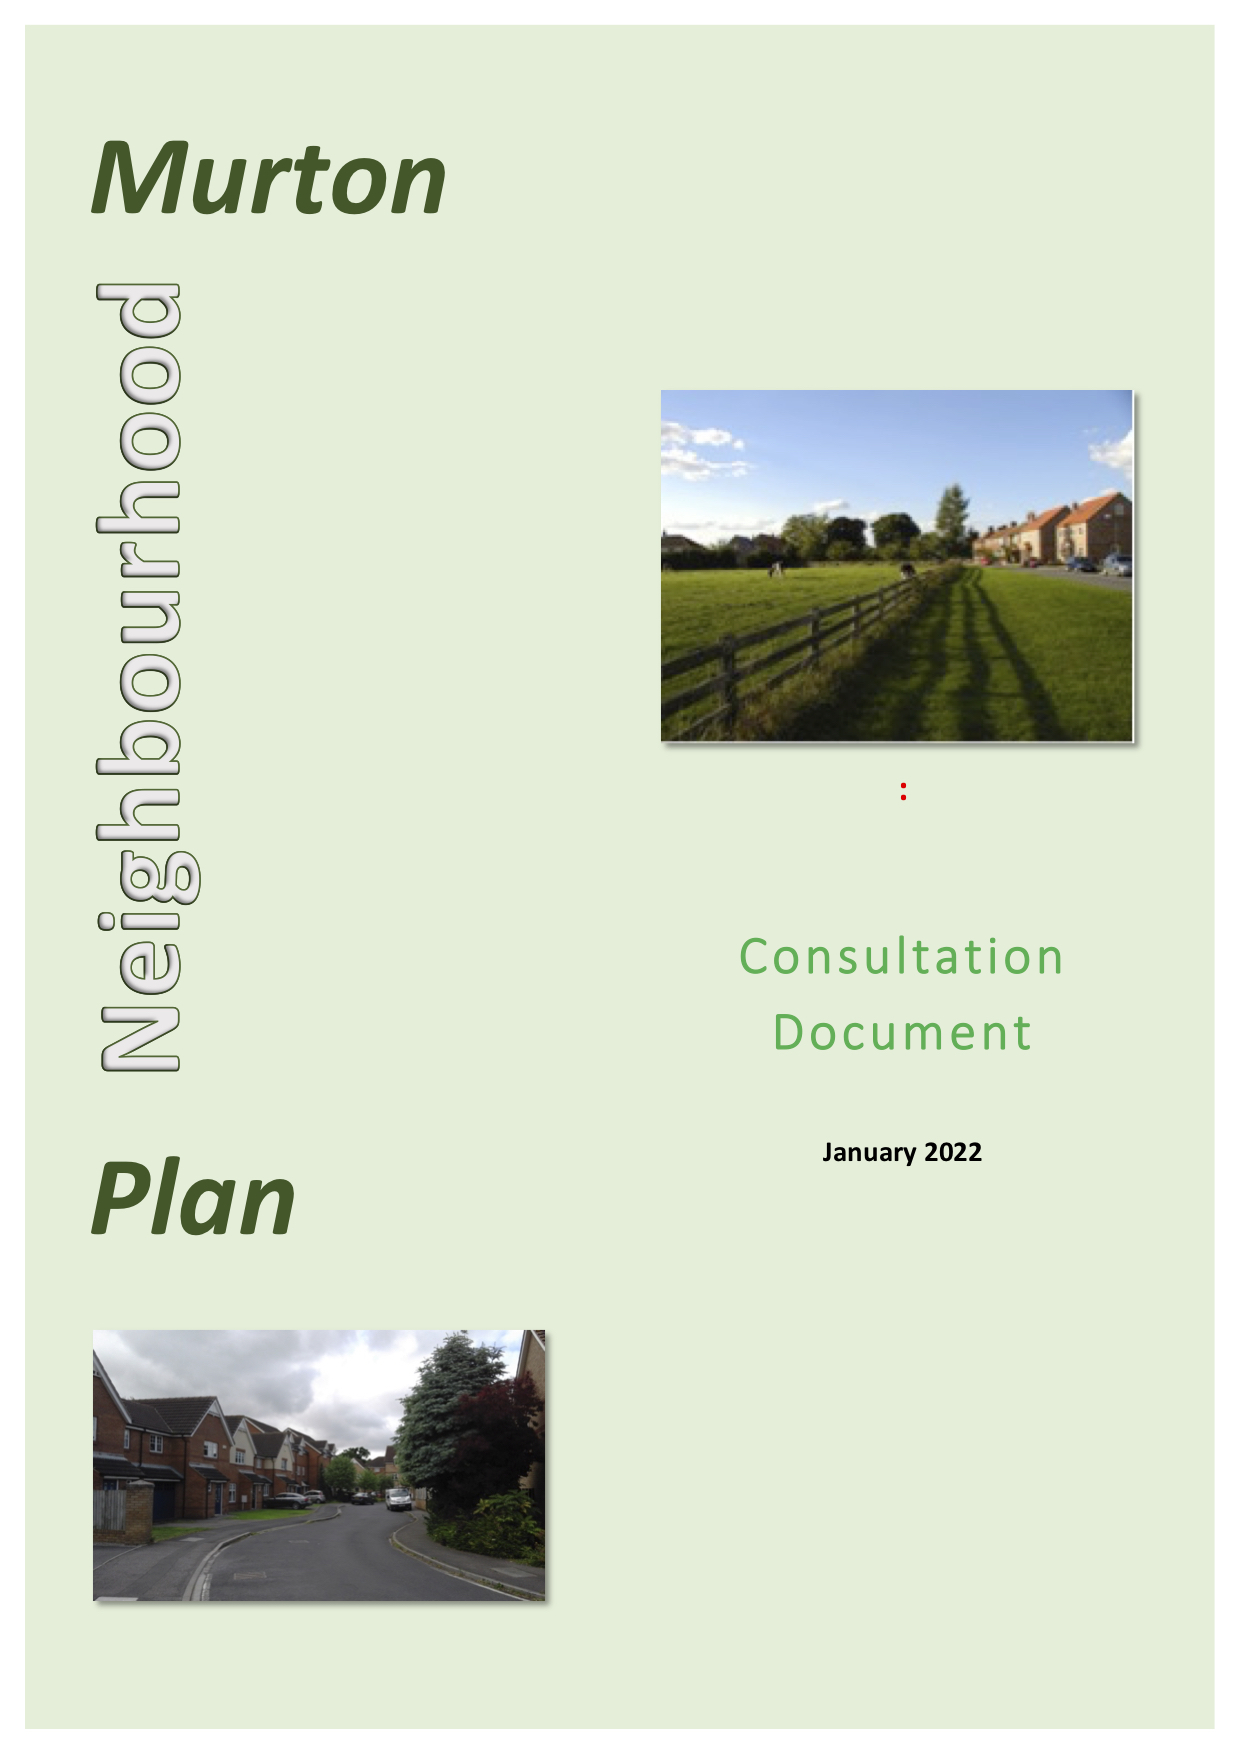 Murton
Neighbourhood
Plan
:
Consultation
Document
January 2022